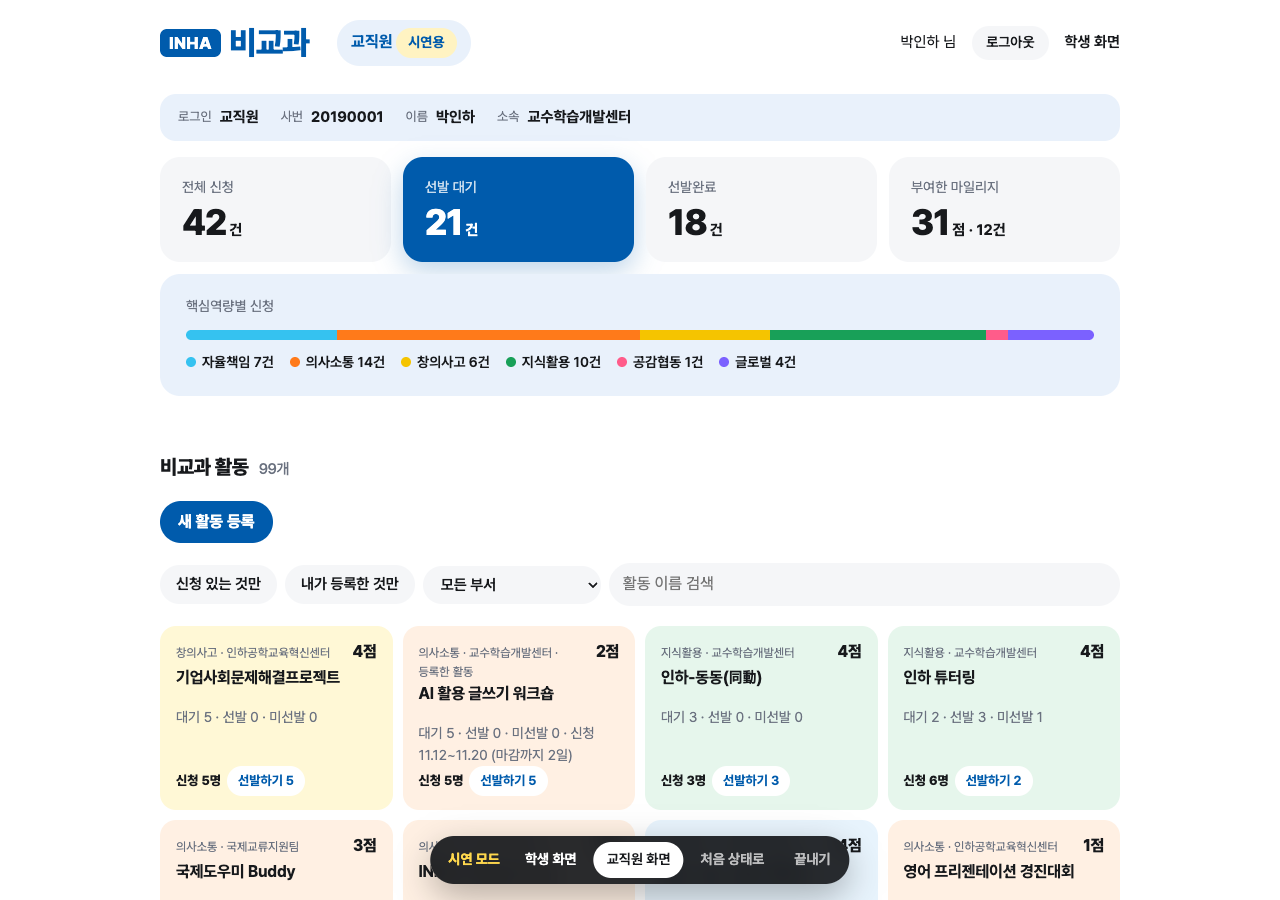 INHA 비교과 교직원 시연용 박인하 님 로그아웃 학생 화면
로그인 교직원 사번 20190001 이름 박인하 소속 교수학습개발센터
전체 신청
42건
선발 대기
21건
선발완료
18건
부여한 마일리지
31점 · 12건
핵심역량별 신청
자율책임 7건 의사소통 14건 창의사고 6건 지식활용 10건 공감협동 1건 글로벌 4건
비교과 활동 99개
새 활동 등록
신청 있는 것만 내가 등록한 것만 모든 부서 활동 이름 검색
창의사고 · 인하공학교육혁신센터 4점
기업사회문제해결프로젝트
대기 5 · 선발 0 · 미선발 0
신청 5명 선발하기 5
의사소통 · 교수학습개발센터 · 2점
등록한 활동
AI 활용 글쓰기 워크숍
대기 5 · 선발 0 · 미선발 0 · 신청
11.12~11.20 (마감까지 2일)
신청 5명 선발하기 5
지식활용 · 교수학습개발센터 4점
인하-동동(同動)
대기 3 · 선발 0 · 미선발 0
신청 3명 선발하기 3
지식활용 · 교수학습개발센터 4점
인하 튜터링
대기 2 · 선발 3 · 미선발 1
신청 6명 선발하기 2
의사소통 · 국제교류지원팀 3점
국제도우미 Buddy
의사소통 · 인하공학교육혁신센터 1점
영어 프리젠테이션 경진대회
시연 모드 학생 화면 교직원 화면 처음 상태로 끝내기